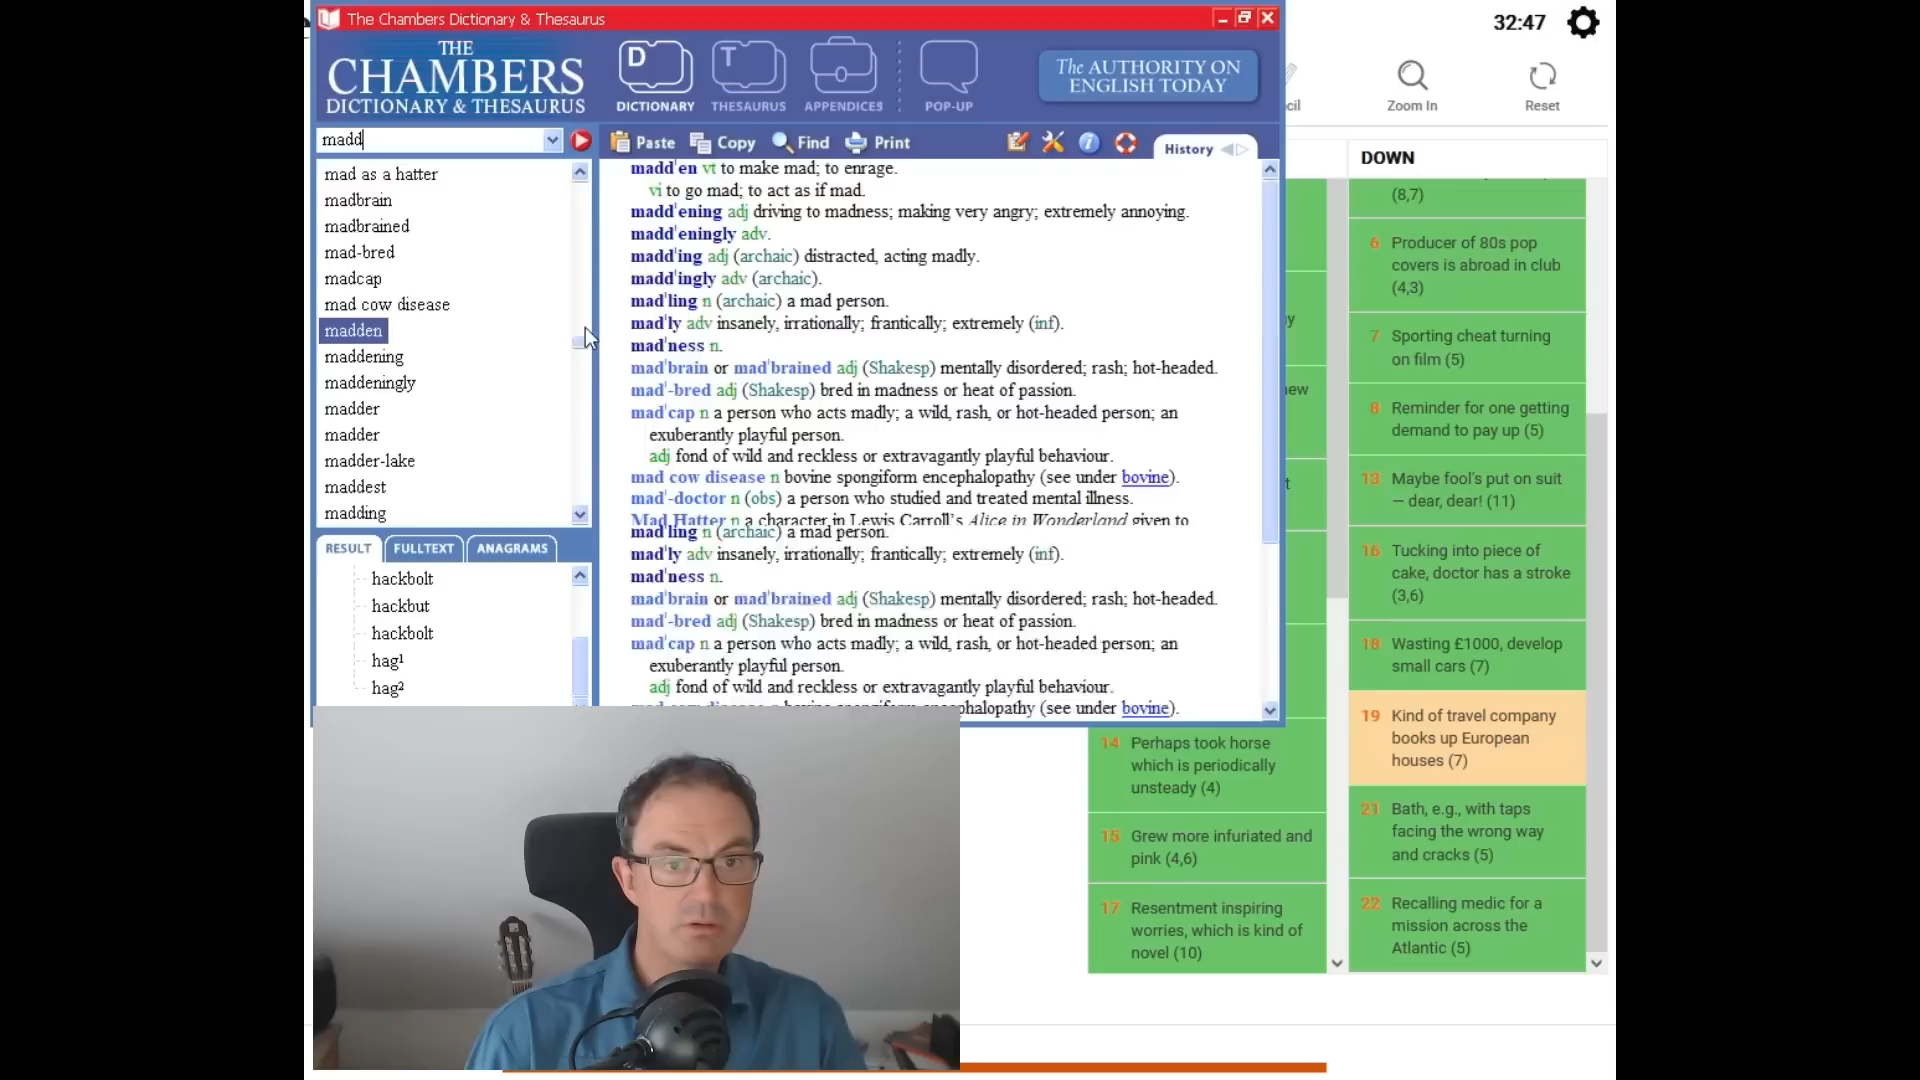 The Chambers Dictionary & Thesaurus
THE
CHAMBERS
DICTIONARY & THESAURUS
D
DICTIONARY
T
THESAURUS
APPENDICES
POP-UP
The AUTHORITY ON
ENGLISH TODAY
madd
Paste
Copy
Find
Print
History
mad as a hatter
madbrain
madbrained
mad-bred
madcap
mad cow disease
madden
maddening
maddeningly
madder
madder
madder-lake
maddest
madding
RESULT
FULLTEXT
ANAGRAMS
hackbolt
hackbut
hackbolt
hag¹
hag²
madd'en vt to make mad; to enrage.
vi to go mad; to act as if mad.
madd'ening adj driving to madness; making very angry; extremely annoying.
madd'eningly adv.
madd'ing adj (archaic) distracted, acting madly.
madd'ingly adv (archaic).
mad'ling n (archaic) a mad person.
mad'ly adv insanely, irrationally; frantically; extremely (inf).
mad'ness n.
mad'brain or mad'brained adj (Shakesp) mentally disordered; rash; hot-headed.
mad'-bred adj (Shakesp) bred in madness or heat of passion.
mad'cap n a person who acts madly; a wild, rash, or hot-headed person; an
exuberantly playful person.
adj fond of wild and reckless or extravagantly playful behaviour.
mad cow disease n bovine spongiform encephalopathy (see under bovine).
mad'-doctor n (obs) a person who studied and treated mental illness.
Mad Hatter n a character in Lewis Carroll's Alice in Wonderland given to
mad'ling n (archaic) a mad person.
mad'ly adv insanely, irrationally; frantically; extremely (inf).
mad'ness n.
mad'brain or mad'brained adj (Shakesp) mentally disordered; rash; hot-headed.
mad'-bred adj (Shakesp) bred in madness or heat of passion.
mad'cap n a person who acts madly; a wild, rash, or hot-headed person; an
exuberantly playful person.
adj fond of wild and reckless or extravagantly playful behaviour.
(see under bovine).
32:47
Zoom In
Reset
14 Perhaps took horse
which is periodically
unsteady (4)
15 Grew more infuriated and
pink (4,6)
17 Resentment inspiring
worries, which is kind of
novel (10)
DOWN
(8,7)
6 Producer of 80s pop
covers is abroad in club
(4,3)
7 Sporting cheat turning
on film (5)
8 Reminder for one getting
demand to pay up (5)
13 Maybe fool's put on suit
— dear, dear! (11)
16 Tucking into piece of
cake, doctor has a stroke
(3,6)
18 Wasting £1000, develop
small cars (7)
19 Kind of travel company
books up European
houses (7)
21 Bath, e.g., with taps
facing the wrong way
and cracks (5)
22 Recalling medic for a
mission across the
Atlantic (5)